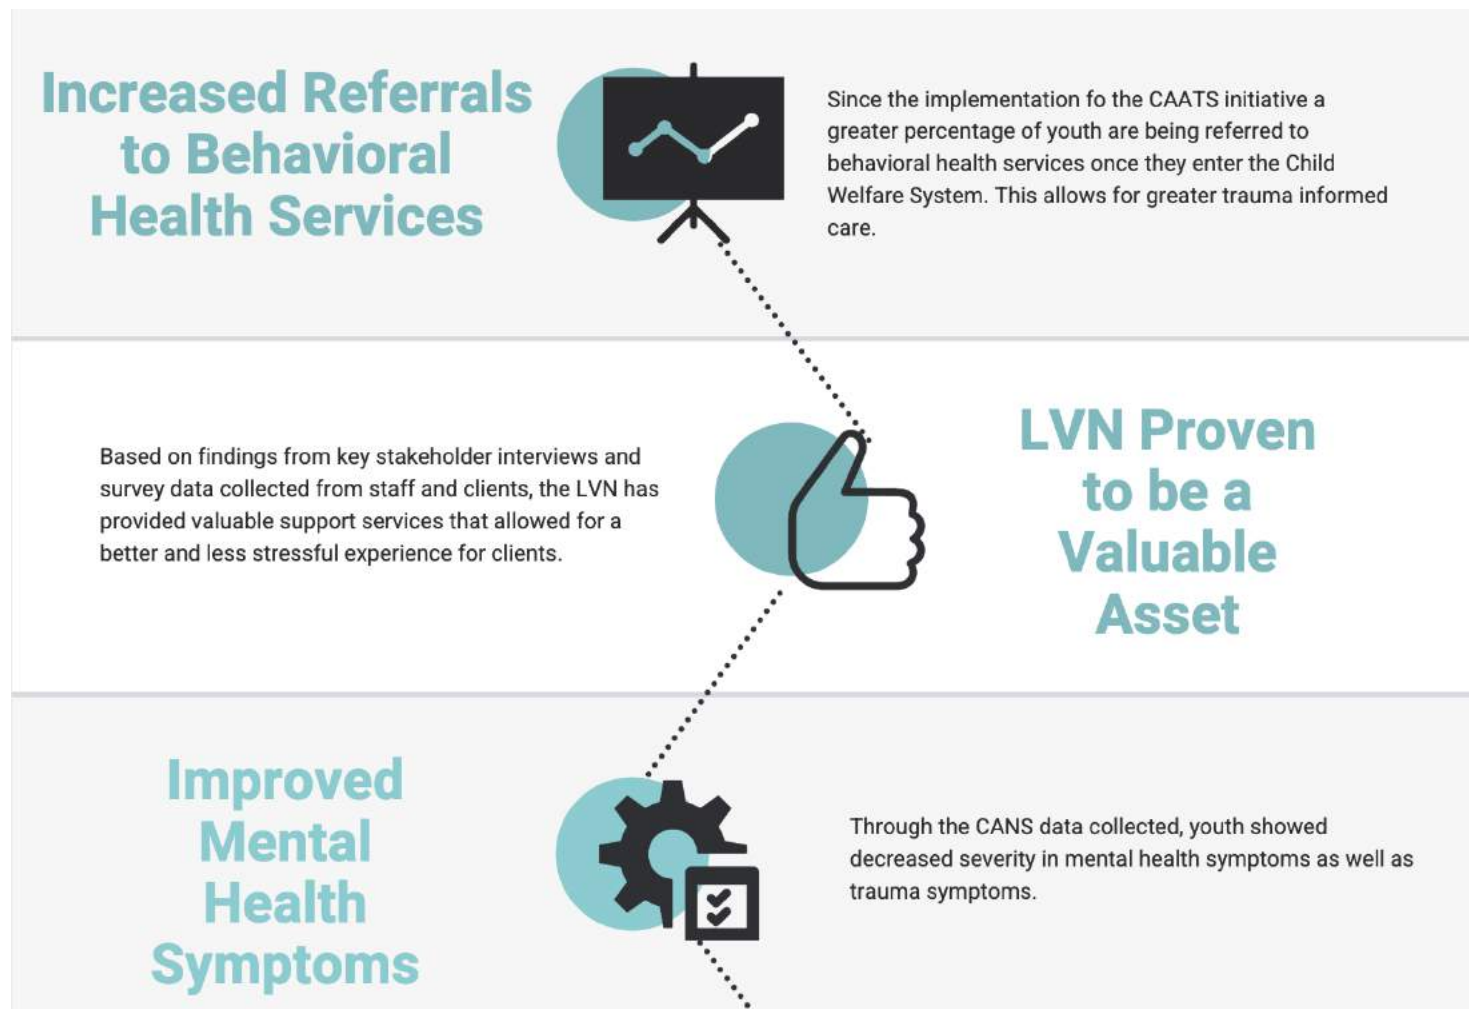 Increased Referrals
to Behavioral
Health Services
Since the implementation fo the CAATS initiative a
greater percentage of youth are being referred to
behavioral health services once they enter the Child
Welfare System. This allows for greater trauma informed
care.
Based on findings from key stakeholder interviews and
survey data collected from staff and clients, the LVN has
provided valuable support services that allowed for a
better and less stressful experience for clients.
LVN Proven
to be a
Valuable
Asset
Improved
Mental
Health
Symptoms
Through the CANS data collected, youth showed
decreased severity in mental health symptoms as well as
trauma symptoms.